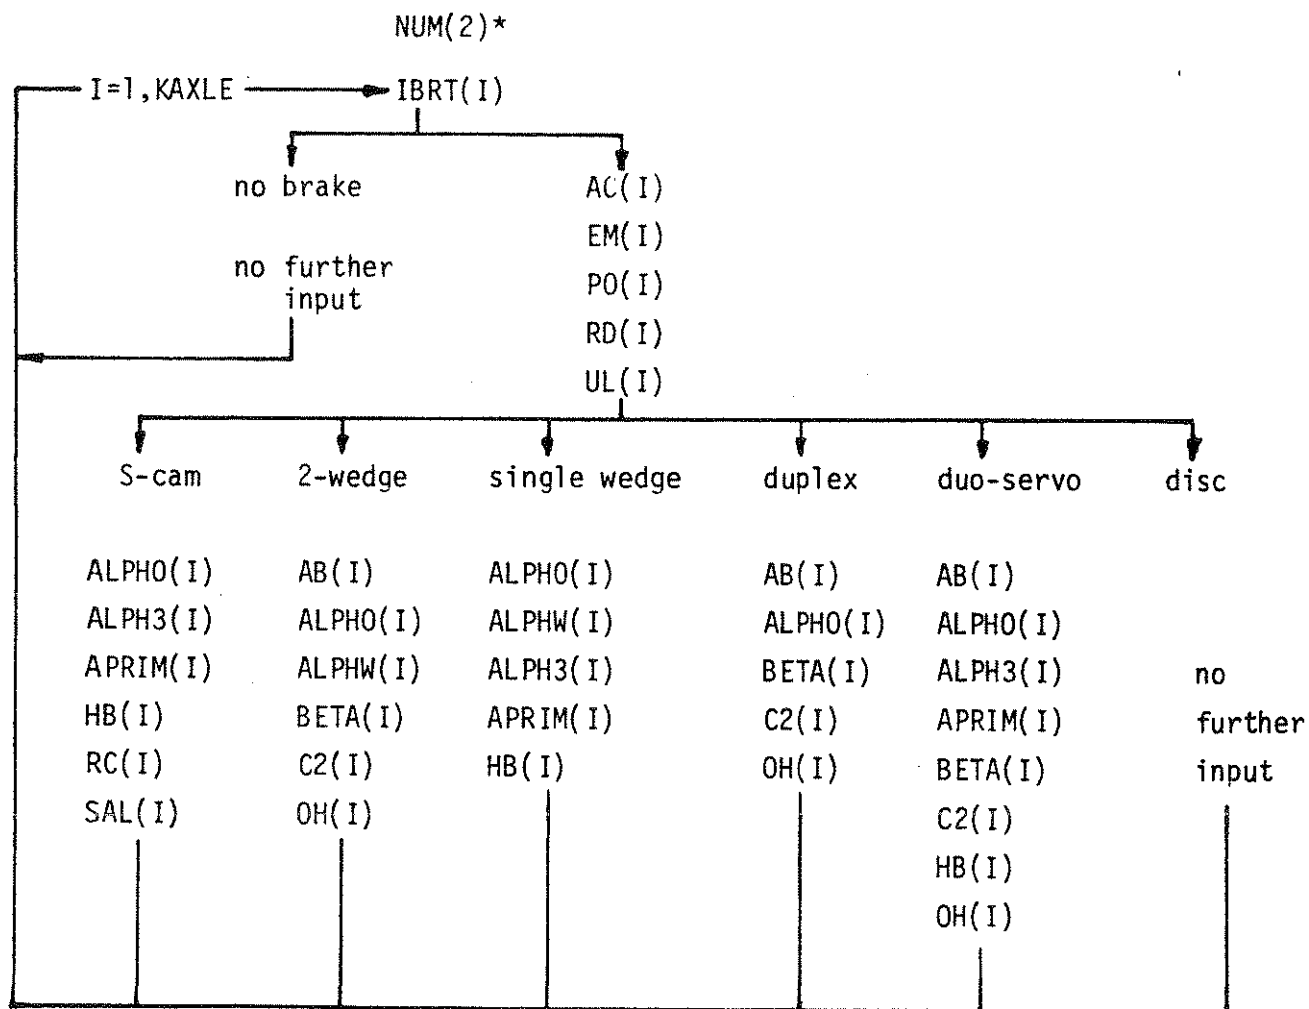 NUM(2)*
I=1,KAXLE IBRT(I)
no brake AC(I)
EM(I)
no further PO(I)
input
RD(I)
UL(I)
S-cam 2-wedge single wedge duplex duo-servo disc
ALPHO(I) AB(I) ALPHO(I) AB(I) AB(I)
ALPH3(I) ALPHO(I) ALPHW(I) ALPHO(I) ALPHO(I)
APRIM(I) ALPHW(I) ALPH3(I) BETA(I) ALPH3(I) no
HB(I) BETA(I) APRIM(I) C2(I) APRIM(I) further
RC(I) C2(I) HB(I) OH(I) BETA(I) input
SAL(I) OH(I) C2(I)
HB(I)
OH(I)